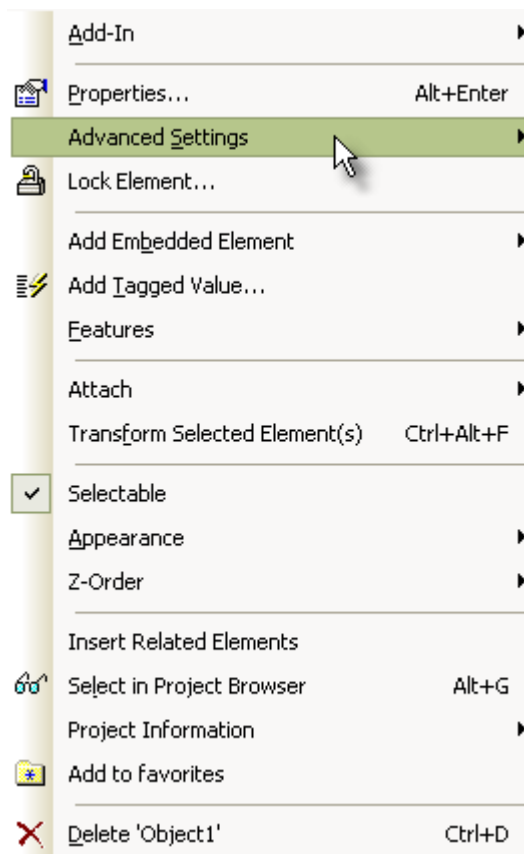 Add-In
Properties... Alt+Enter
Advanced Settings
Lock Element...
Add Embedded Element
Add Tagged Value...
Features
Attach
Transform Selected Element(s) Ctrl+Alt+F
Selectable
Appearance
Z-Order
Insert Related Elements
Select in Project Browser Alt+G
Project Information
Add to favorites
Delete 'Object1' Ctrl+D